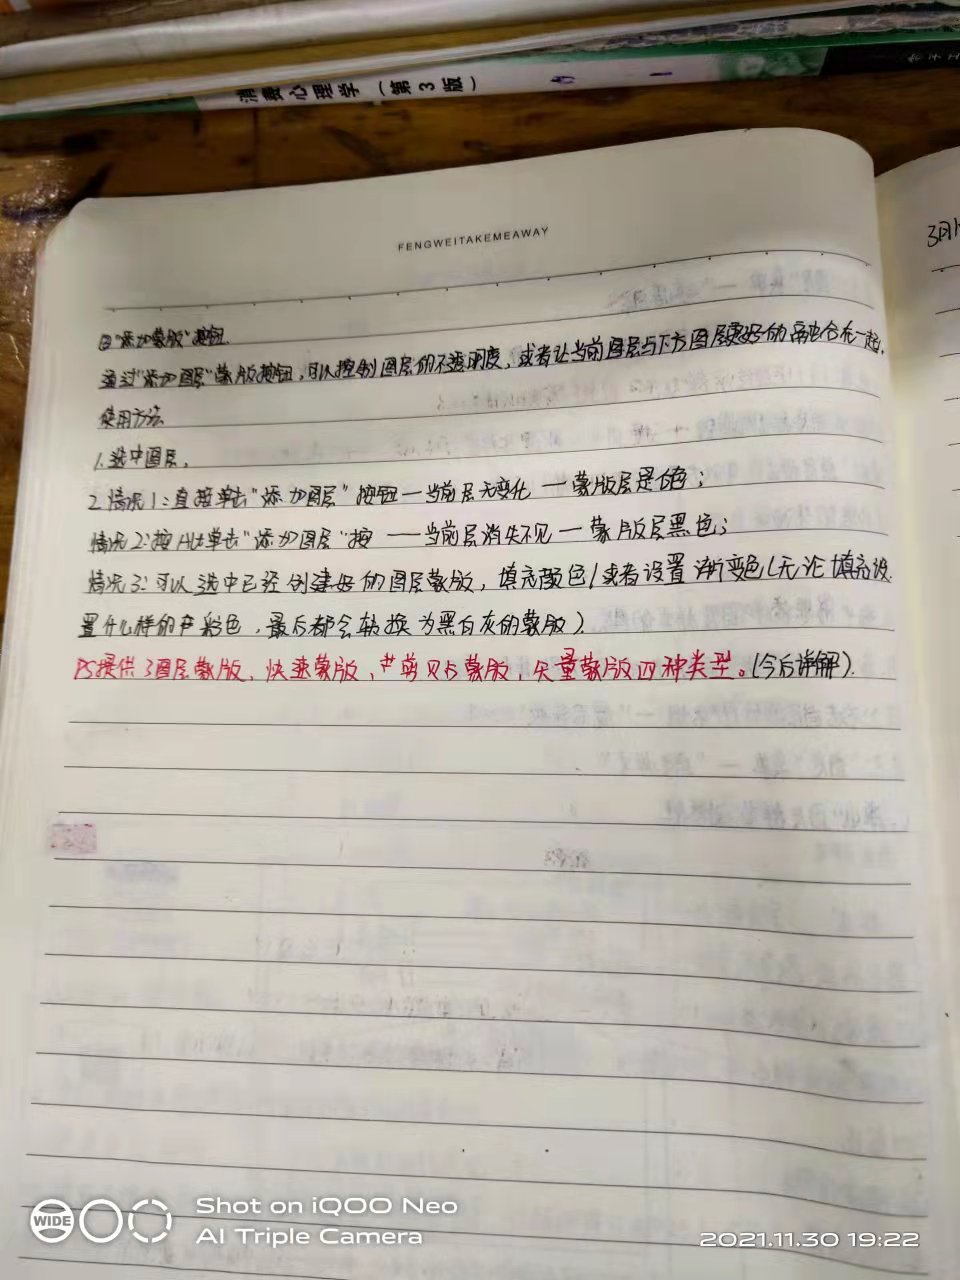 消费心理学（第3版）
FENGWEITAKEMEAWAY
3月1
"添加蒙版"按钮.
通过"添加图层"蒙版按钮,可以控制图层的不透明度,或者让当前图层与下方图层更好的融合在一起.
使用方法
1.选中图层,
2.情况1:直接单击"添加图层"按钮—当前层无变化—蒙版层是白色;
情况2:按Alt单击"添加图层"按—当前层消失不见—蒙版层黑色;
情况3:可以选中已经创建好的图层蒙版,填充颜色/或者设置渐变色(无论填充设
置什么样的彩色,最后都会转换为黑白灰的蒙版).
PS提供了图层蒙版、快速蒙版、剪贴蒙版、矢量蒙版四种类型。(今后详解).
WIDE
Shot on iQOO Neo
AI Triple Camera
2021.11.30 19:22